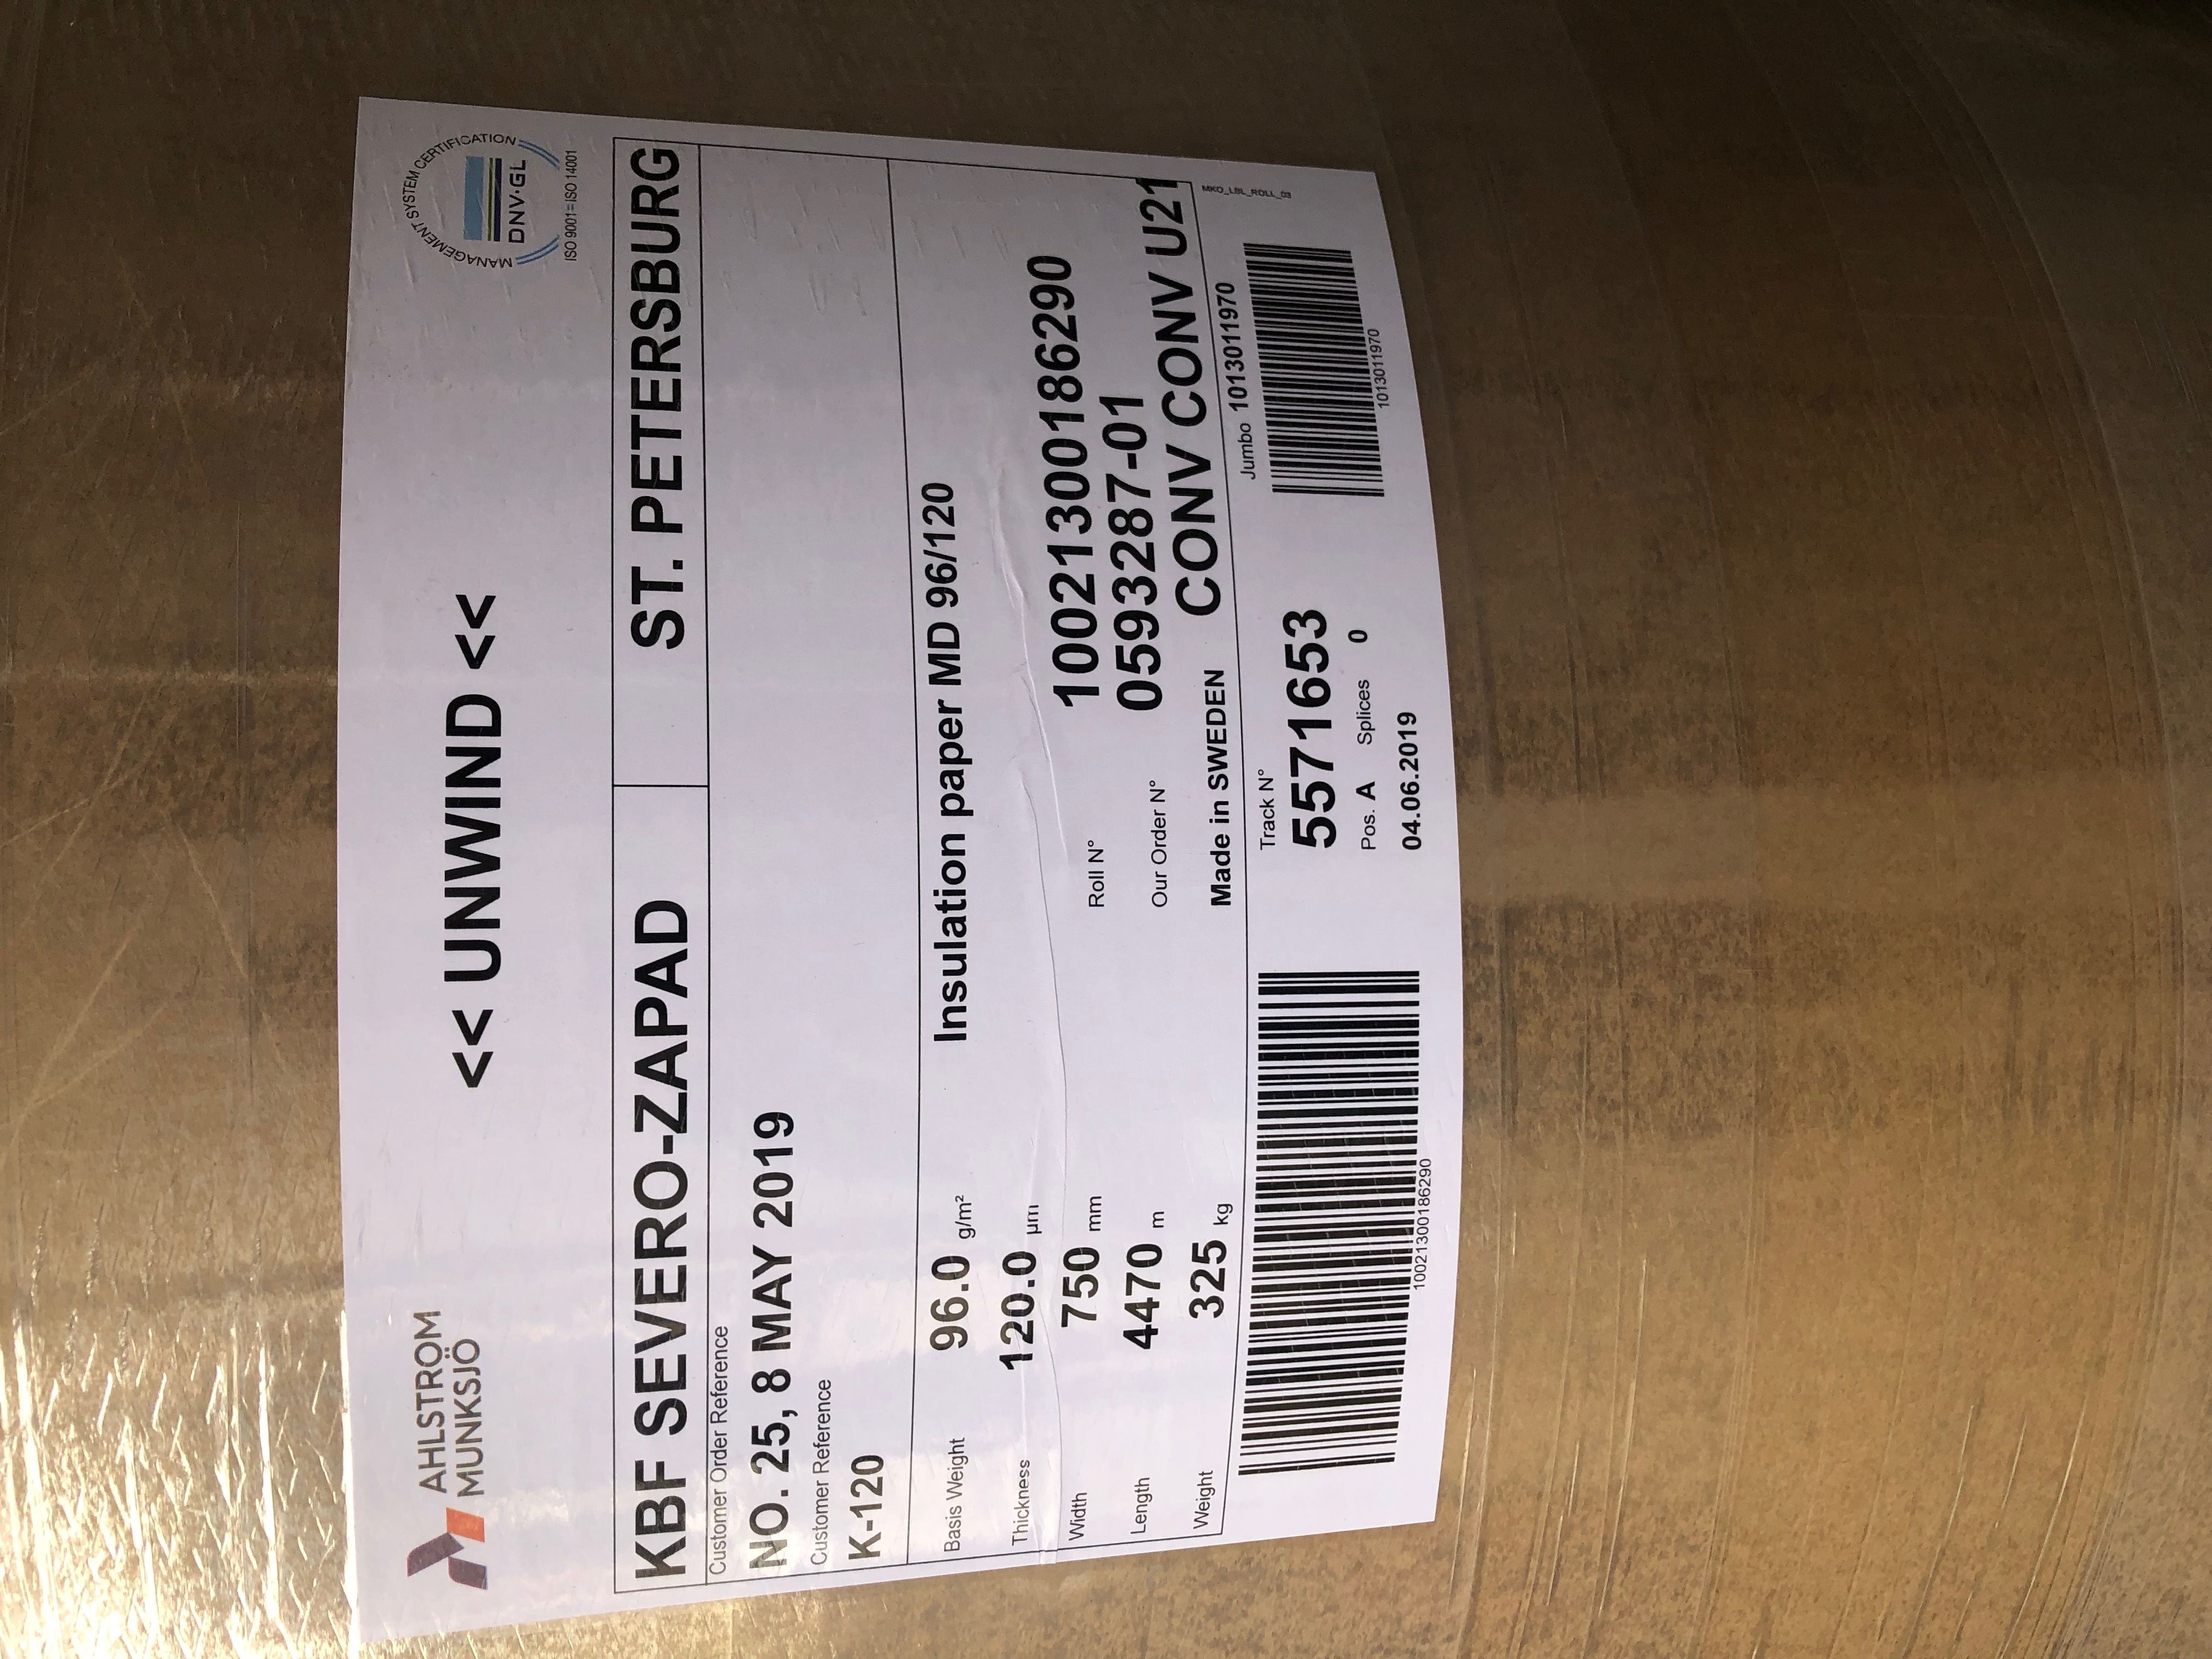 AHLSTROM
MUNKSJÖ
<< UNWIND <<
MANAGEMENT SYSTEM CERTIFICATION
DNV·GL
ISO 9001=ISO 14001
KBF SEVERO-ZAPAD ST. PETERSBURG
Customer Order Reference
NO. 25, 8 MAY 2019
Customer Reference
K-120
Basis Weight 96.0 g/m² Insulation paper MD 96/120
Thickness 120.0 µm
Width 750 mm Roll N° 1002130018 6290
Length 4470 m Our Order N° 0593287-01
Weight 325 kg Made in SWEDEN CONV CONV U21
MKO_LBL_ROLL_03
10021300186290
Track N°
5571653
Pos. A Splices 0
04.06.2019
Jumbo 1013011970
1013011970